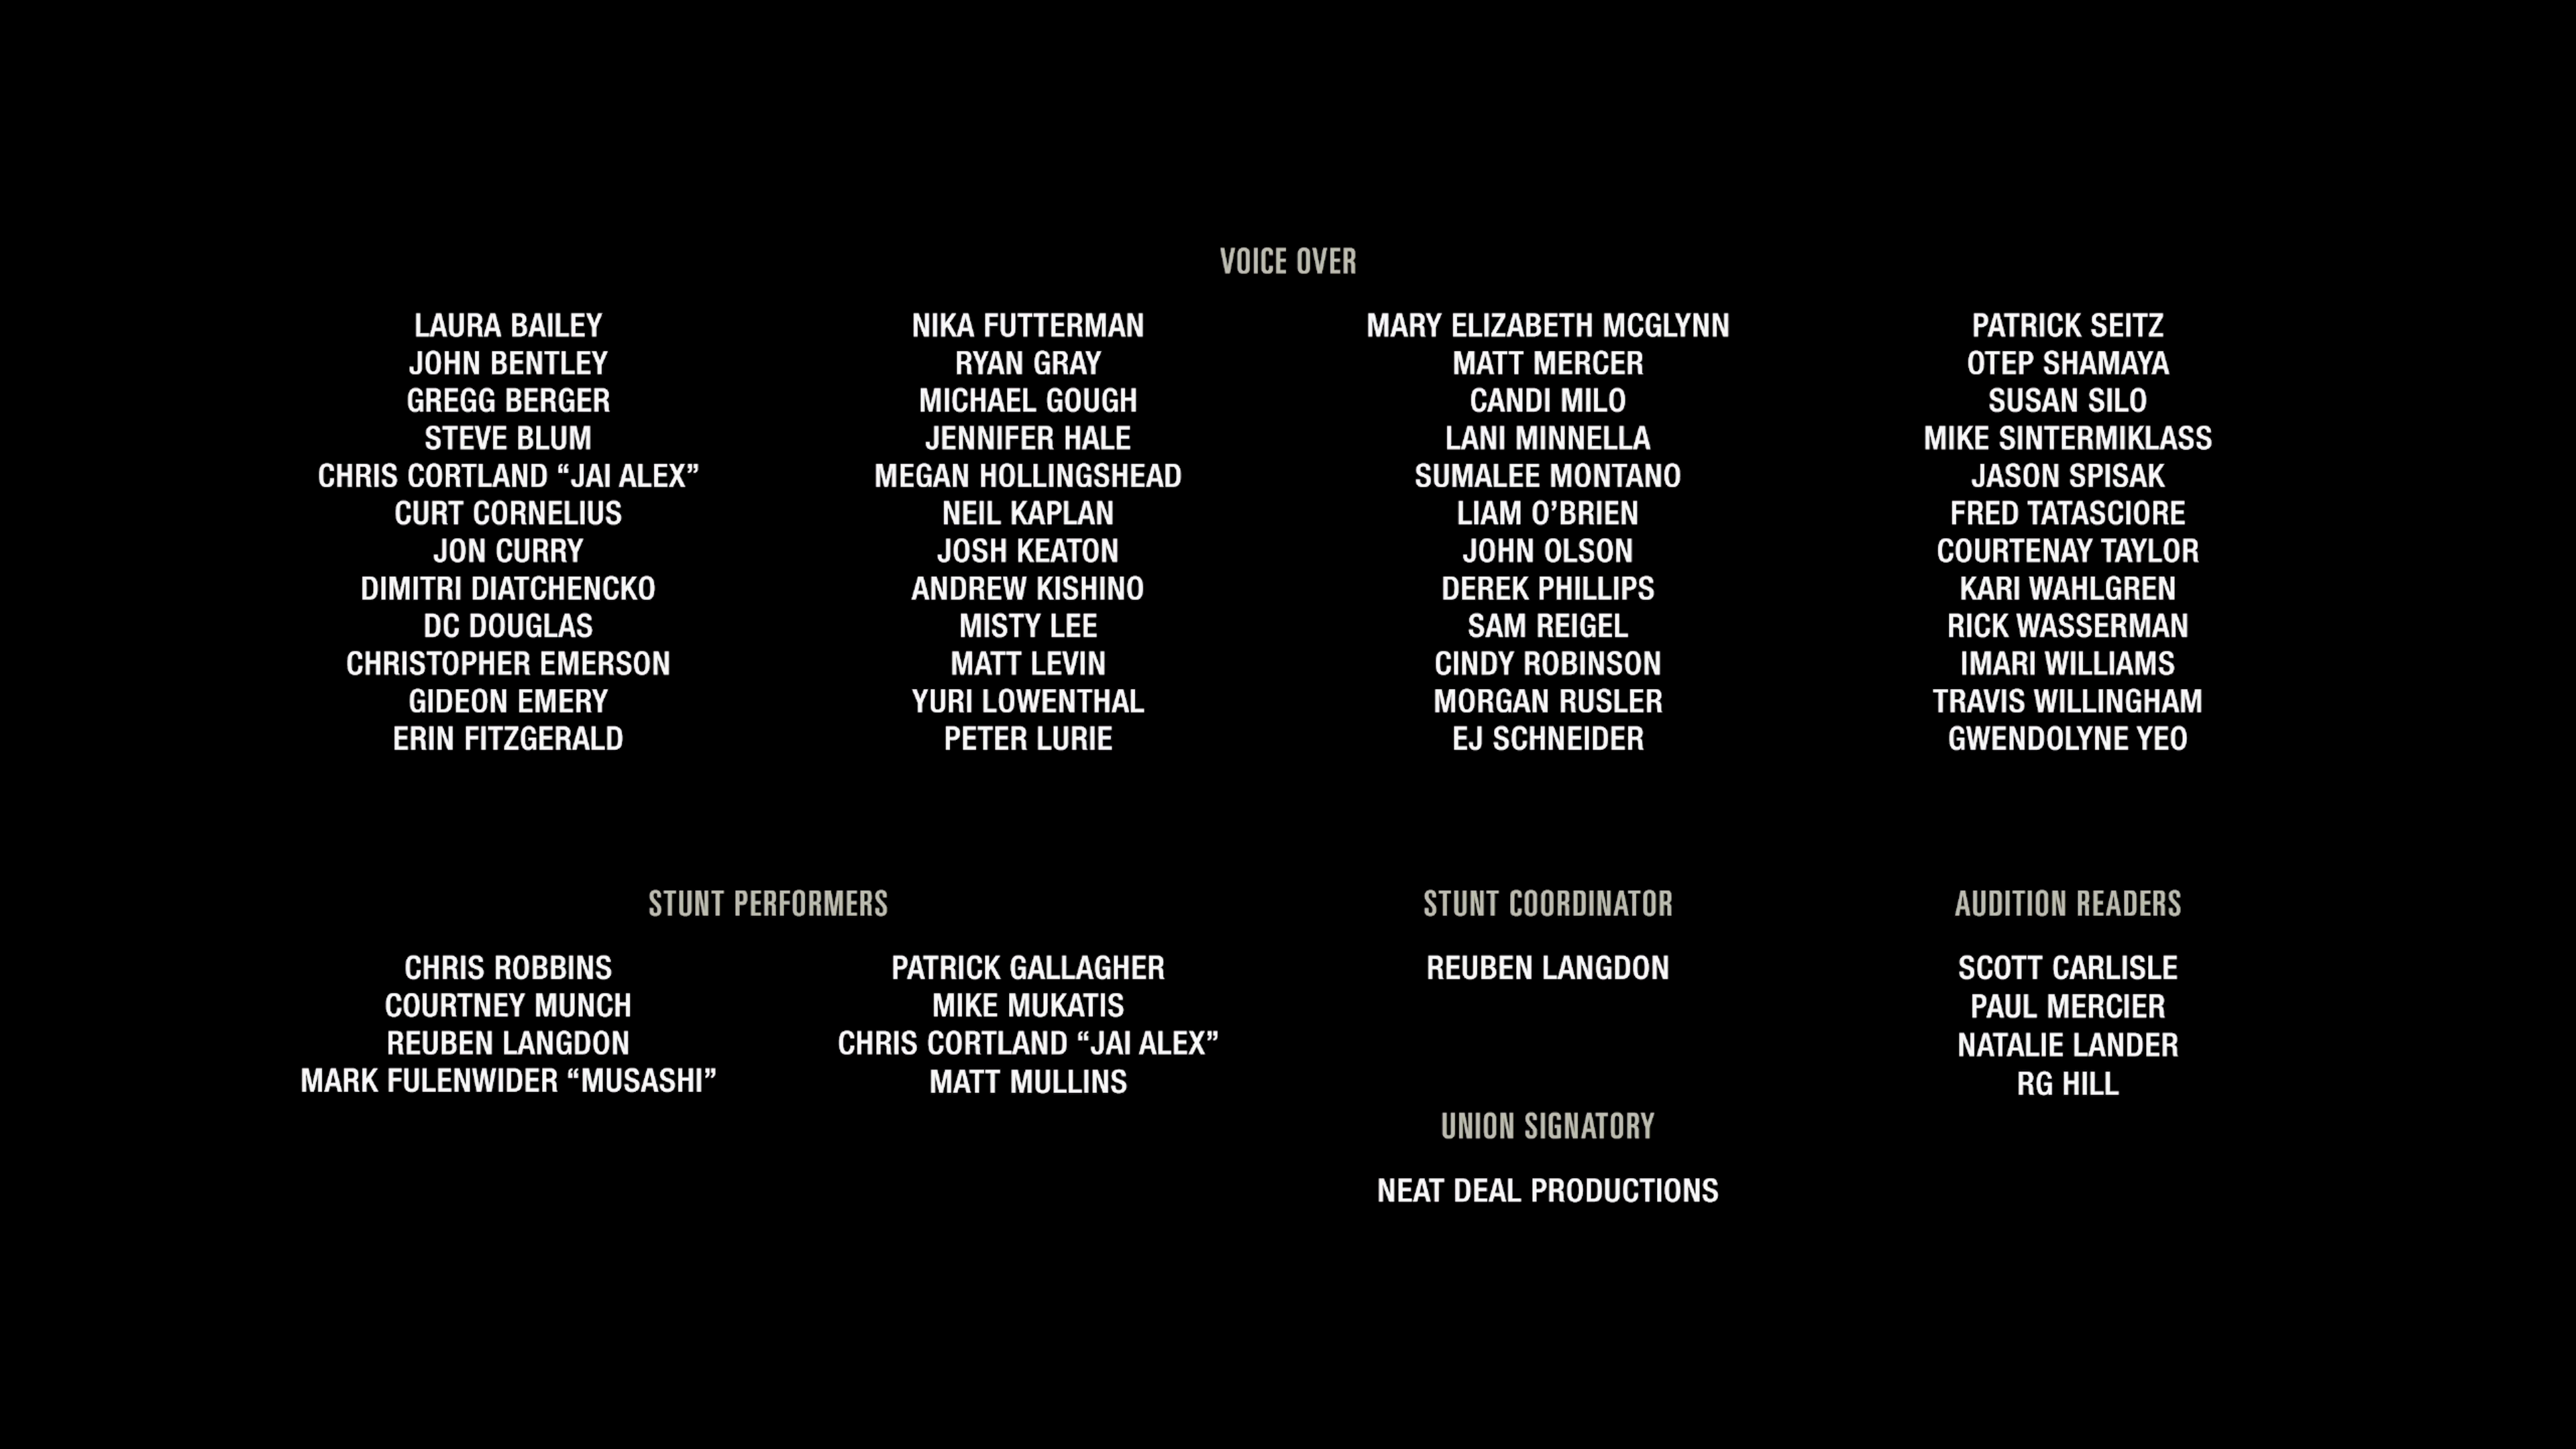 VOICE OVER
LAURA BAILEY
JOHN BENTLEY
GREGG BERGER
STEVE BLUM
CHRIS CORTLAND “JAI ALEX”
CURT CORNELIUS
JON CURRY
DIMITRI DIATCHENCKO
DC DOUGLAS
CHRISTOPHER EMERSON
GIDEON EMERY
ERIN FITZGERALD
NIKA FUTTERMAN
RYAN GRAY
MICHAEL GOUGH
JENNIFER HALE
MEGAN HOLLINGSHEAD
NEIL KAPLAN
JOSH KEATON
ANDREW KISHINO
MISTY LEE
MATT LEVIN
YURI LOWENTHAL
PETER LURIE
MARY ELIZABETH MCGLYNN
MATT MERCER
CANDI MILO
LANI MINNELLA
SUMALEE MONTANO
LIAM O’BRIEN
JOHN OLSON
DEREK PHILLIPS
SAM REIGEL
CINDY ROBINSON
MORGAN RUSLER
EJ SCHNEIDER
PATRICK SEITZ
OTEP SHAMAYA
SUSAN SILO
MIKE SINTERMIKLASS
JASON SPISAK
FRED TATASCIORE
COURTENAY TAYLOR
KARI WAHLGREN
RICK WASSERMAN
IMARI WILLIAMS
TRAVIS WILLINGHAM
GWENDOLYNE YEO
STUNT PERFORMERS
CHRIS ROBBINS
COURTNEY MUNCH
REUBEN LANGDON
MARK FULENWIDER “MUSASHI”
PATRICK GALLAGHER
MIKE MUKATIS
CHRIS CORTLAND “JAI ALEX”
MATT MULLINS
STUNT COORDINATOR
REUBEN LANGDON
UNION SIGNATORY
NEAT DEAL PRODUCTIONS
AUDITION READERS
SCOTT CARLISLE
PAUL MERCIER
NATALIE LANDER
RG HILL